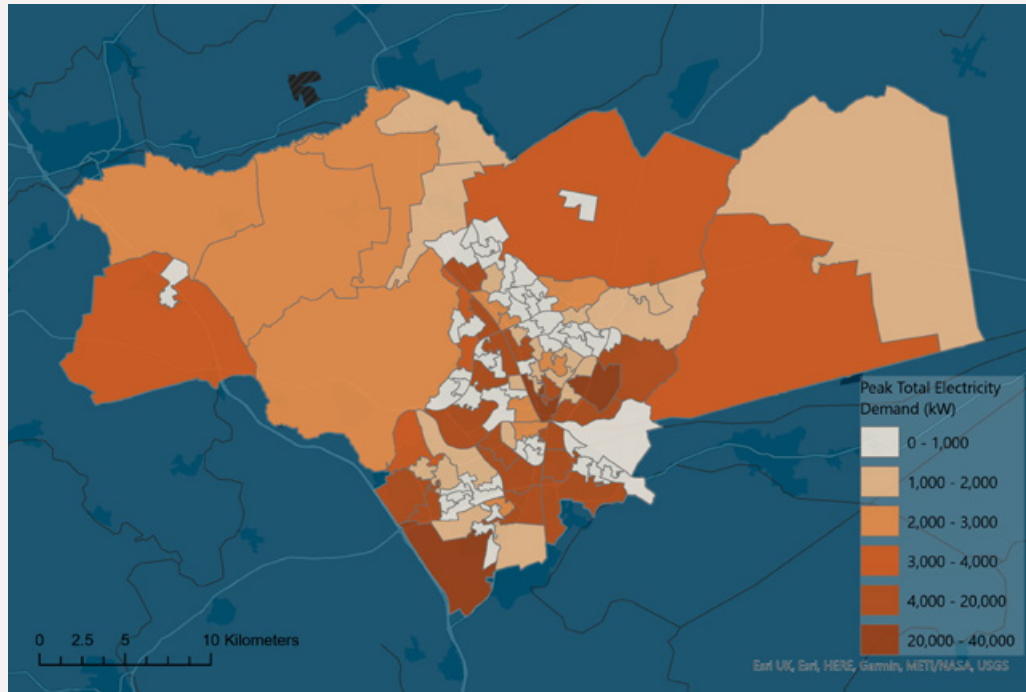 Peak Total Electricity
Demand (kW)
0 - 1,000
1,000 - 2,000
2,000 - 3,000
3,000 - 4,000
4,000 - 20,000
20,000 - 40,000
0 2.5 5 10 Kilometers
Esri UK, Esri, HERE, Garmin, METI/NASA, USGS